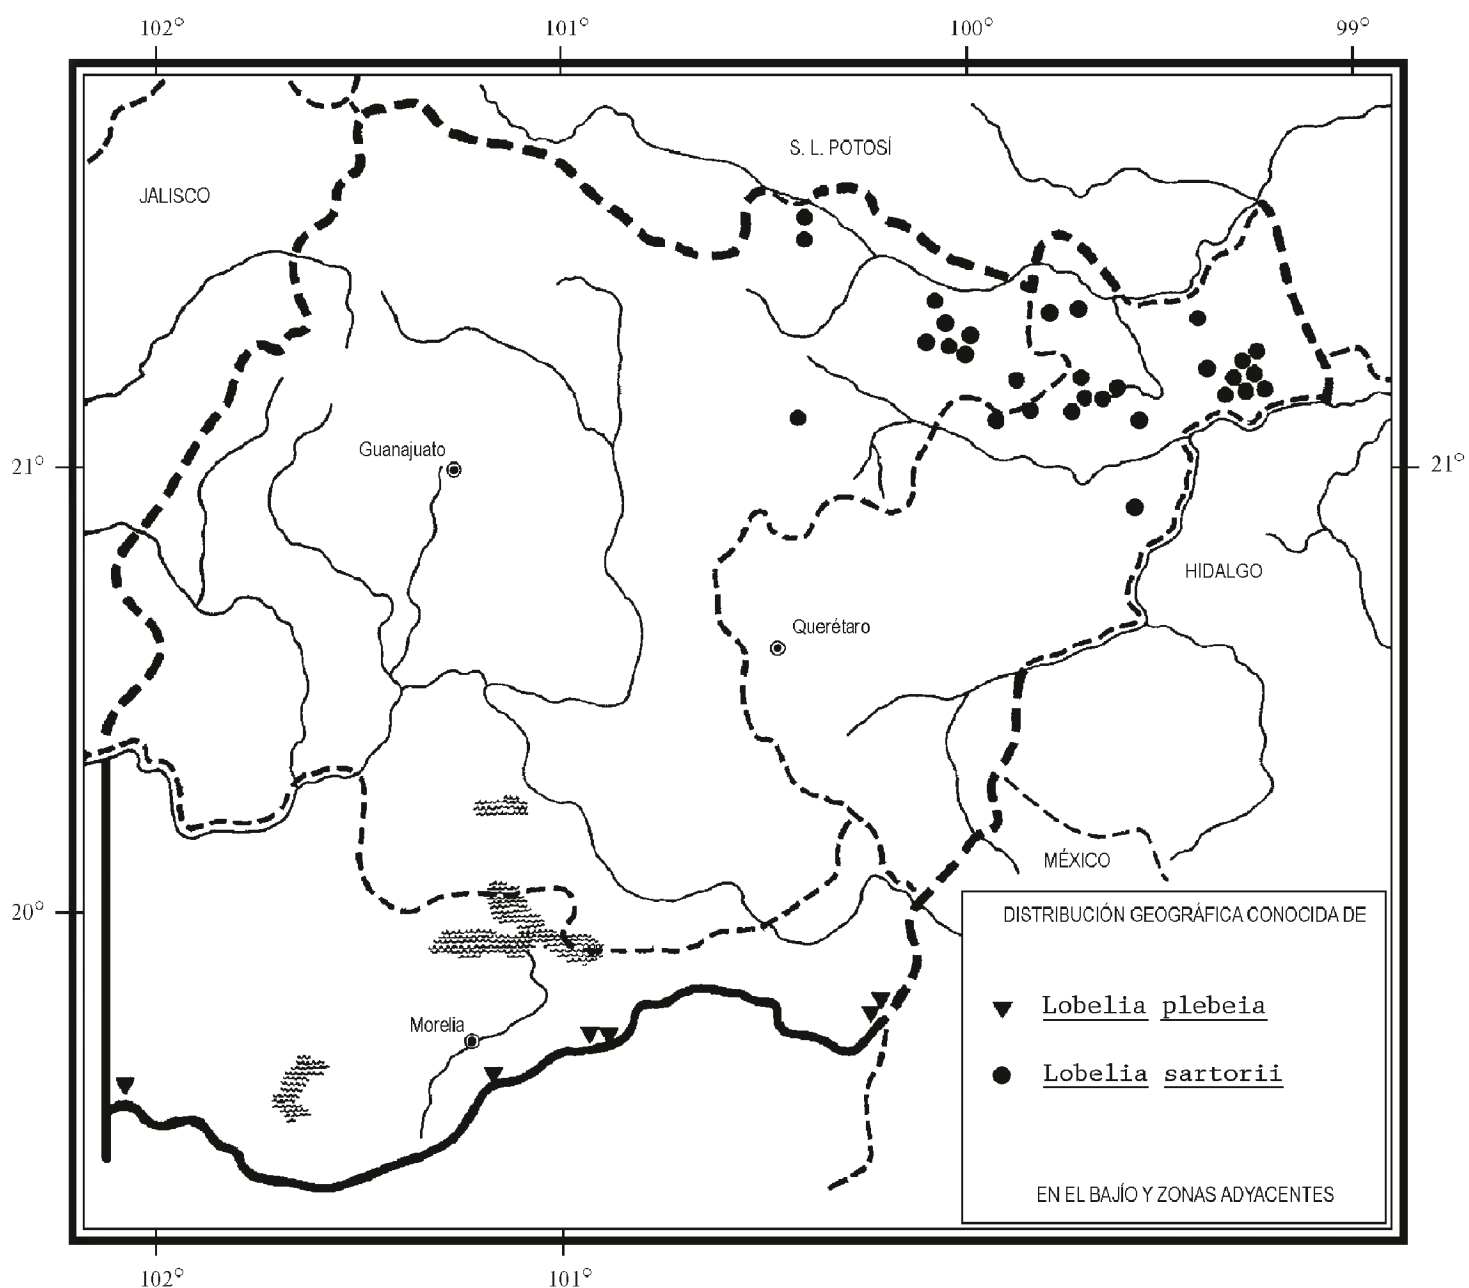 102° 101° 100° 99°
S. L. POTOSÍ
JALISCO
Guanajuato
21° 21°
HIDALGO
Querétaro
MÉXICO
20°
DISTRIBUCIÓN GEOGRÁFICA CONOCIDA DE
Lobelia plebeia
Morelia
Lobelia sartorii
EN EL BAJÍO Y ZONAS ADYACENTES
102° 101°